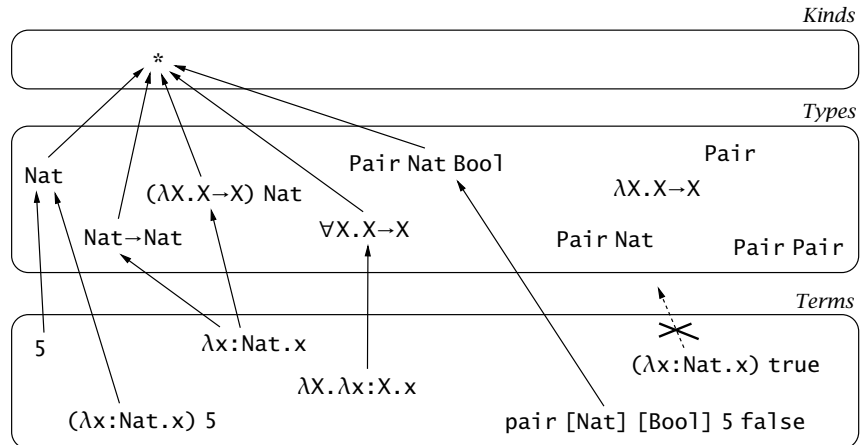 Kinds
*
Types
Pair
Pair Nat Bool
Nat
(λX.X→X) Nat
λX.X→X
∀X.X→X
Nat→Nat
Pair Nat
Pair Pair
Terms
5
λx:Nat.x
(λx:Nat.x) true
λX.λx:X.x
(λx:Nat.x) 5
pair [Nat] [Bool] 5 false